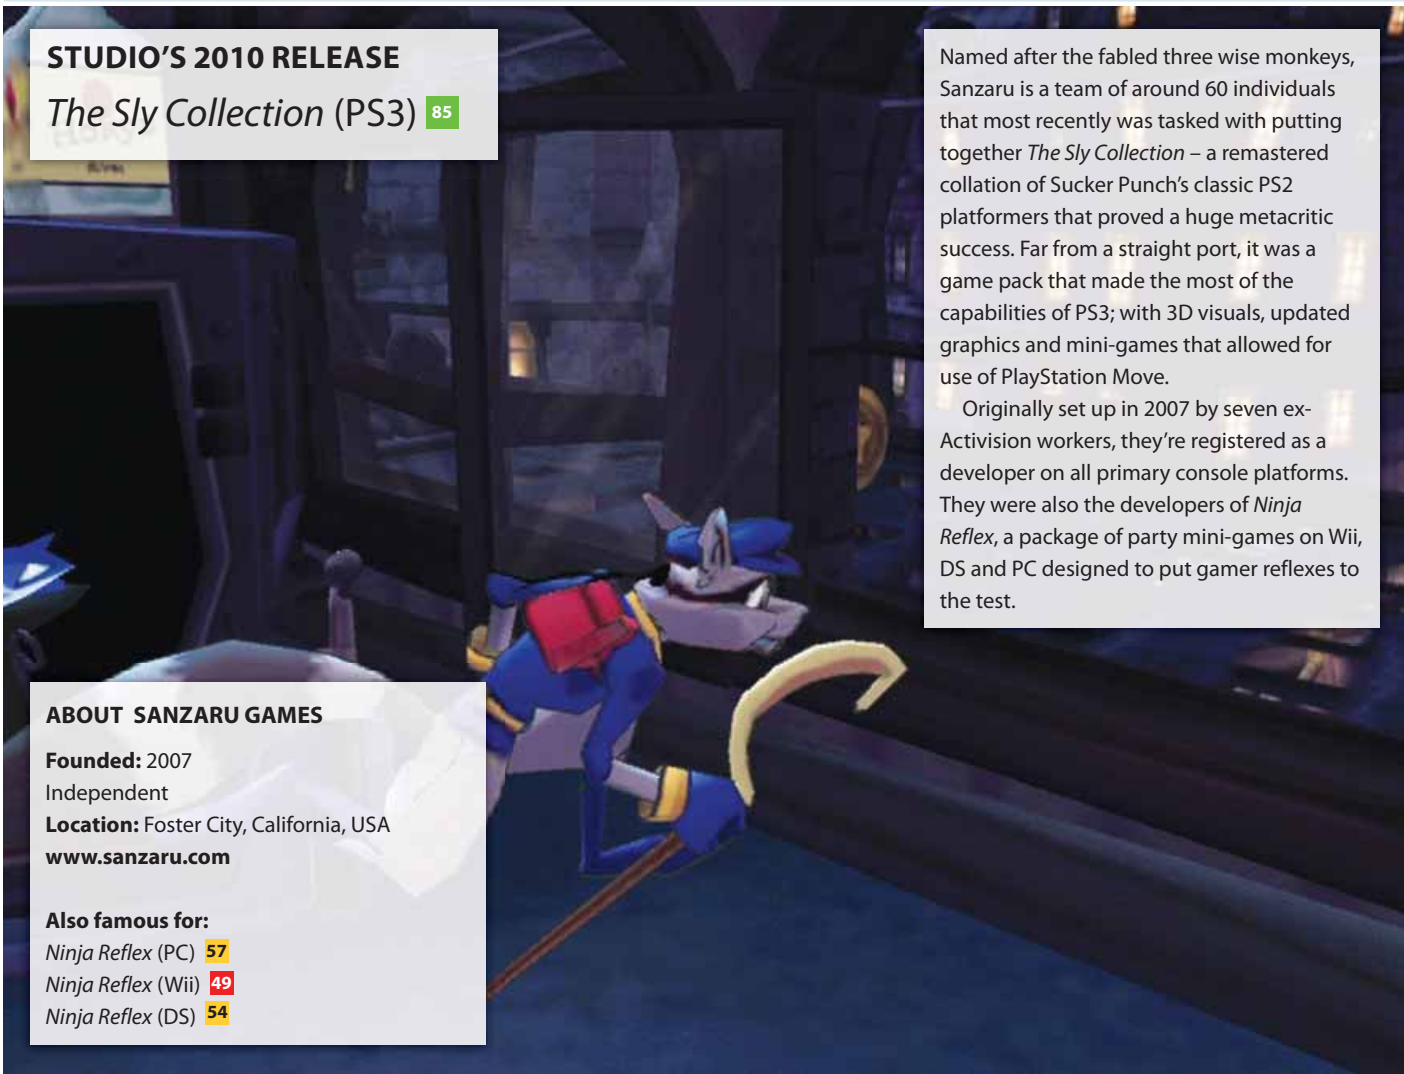 STUDIO’S 2010 RELEASE
The Sly Collection (PS3) 85
Named after the fabled three wise monkeys,
Sanzaru is a team of around 60 individuals
that most recently was tasked with putting
together The Sly Collection – a remastered
collation of Sucker Punch’s classic PS2
platformers that proved a huge metacritic
success. Far from a straight port, it was a
game pack that made the most of the
capabilities of PS3; with 3D visuals, updated
graphics and mini-games that allowed for
use of PlayStation Move.
Originally set up in 2007 by seven ex-
Activision workers, they’re registered as a
developer on all primary console platforms.
They were also the developers of Ninja
Reflex, a package of party mini-games on Wii,
DS and PC designed to put gamer reflexes to
the test.
ABOUT SANZARU GAMES
Founded: 2007
Independent
Location: Foster City, California, USA
www.sanzaru.com
Also famous for:
Ninja Reflex (PC) 57
Ninja Reflex (Wii) 49
Ninja Reflex (DS) 54